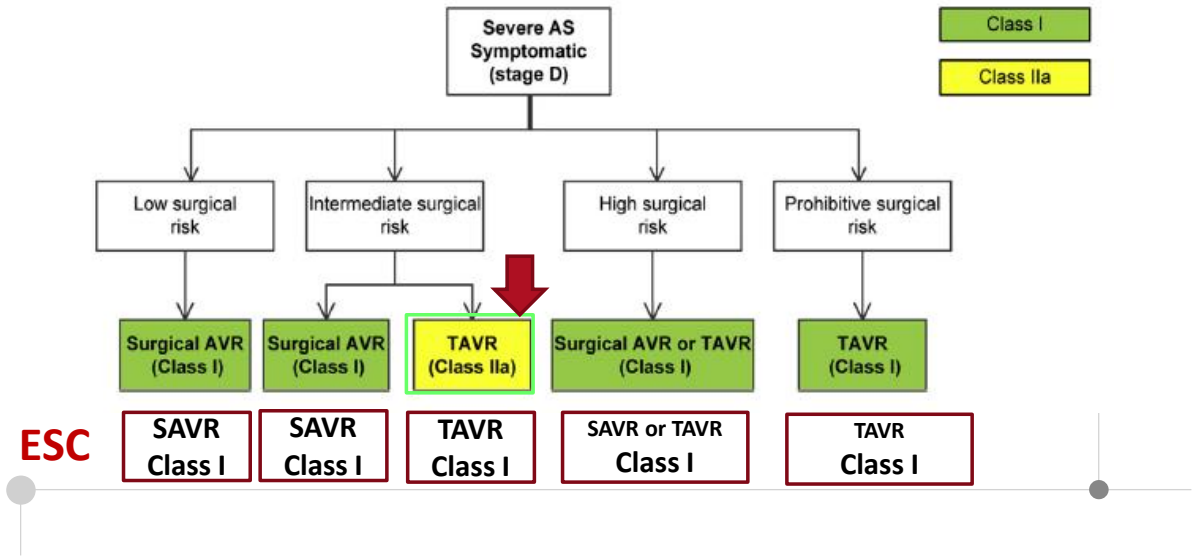 Severe AS
Symptomatic
(stage D)
Class I
Class IIa
Low surgical
risk
Intermediate surgical
risk
High surgical
risk
Prohibitive surgical
risk
Surgical AVR
(Class I)
Surgical AVR
(Class I)
TAVR
(Class IIa)
Surgical AVR or TAVR
(Class I)
TAVR
(Class I)
ESC
SAVR
Class I
SAVR
Class I
TAVR
Class I
SAVR or TAVR
Class I
TAVR
Class I